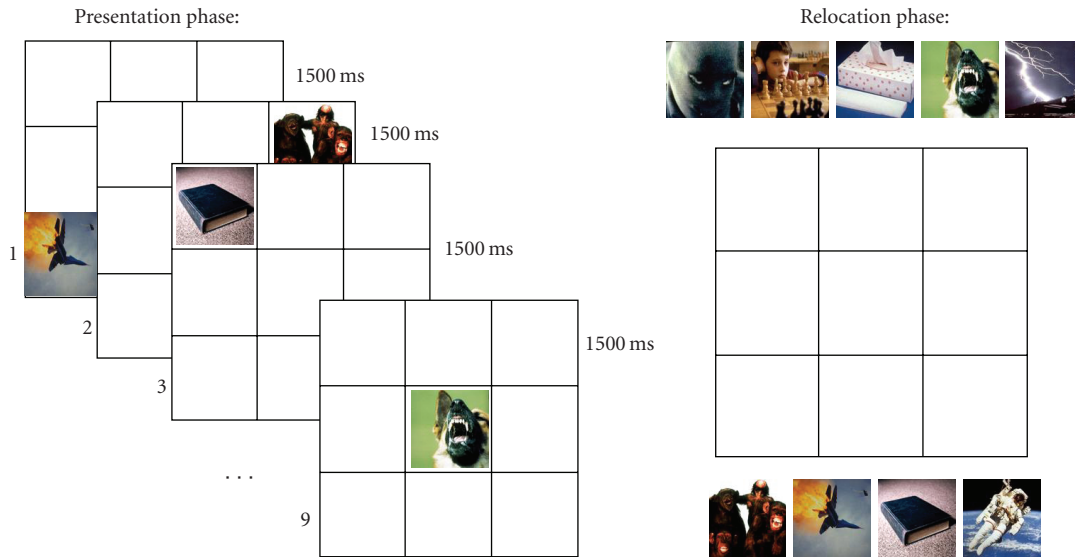 Presentation phase:
Relocation phase:
1500 ms
1500 ms
1500 ms
1500 ms
1
2
3
. . .
9